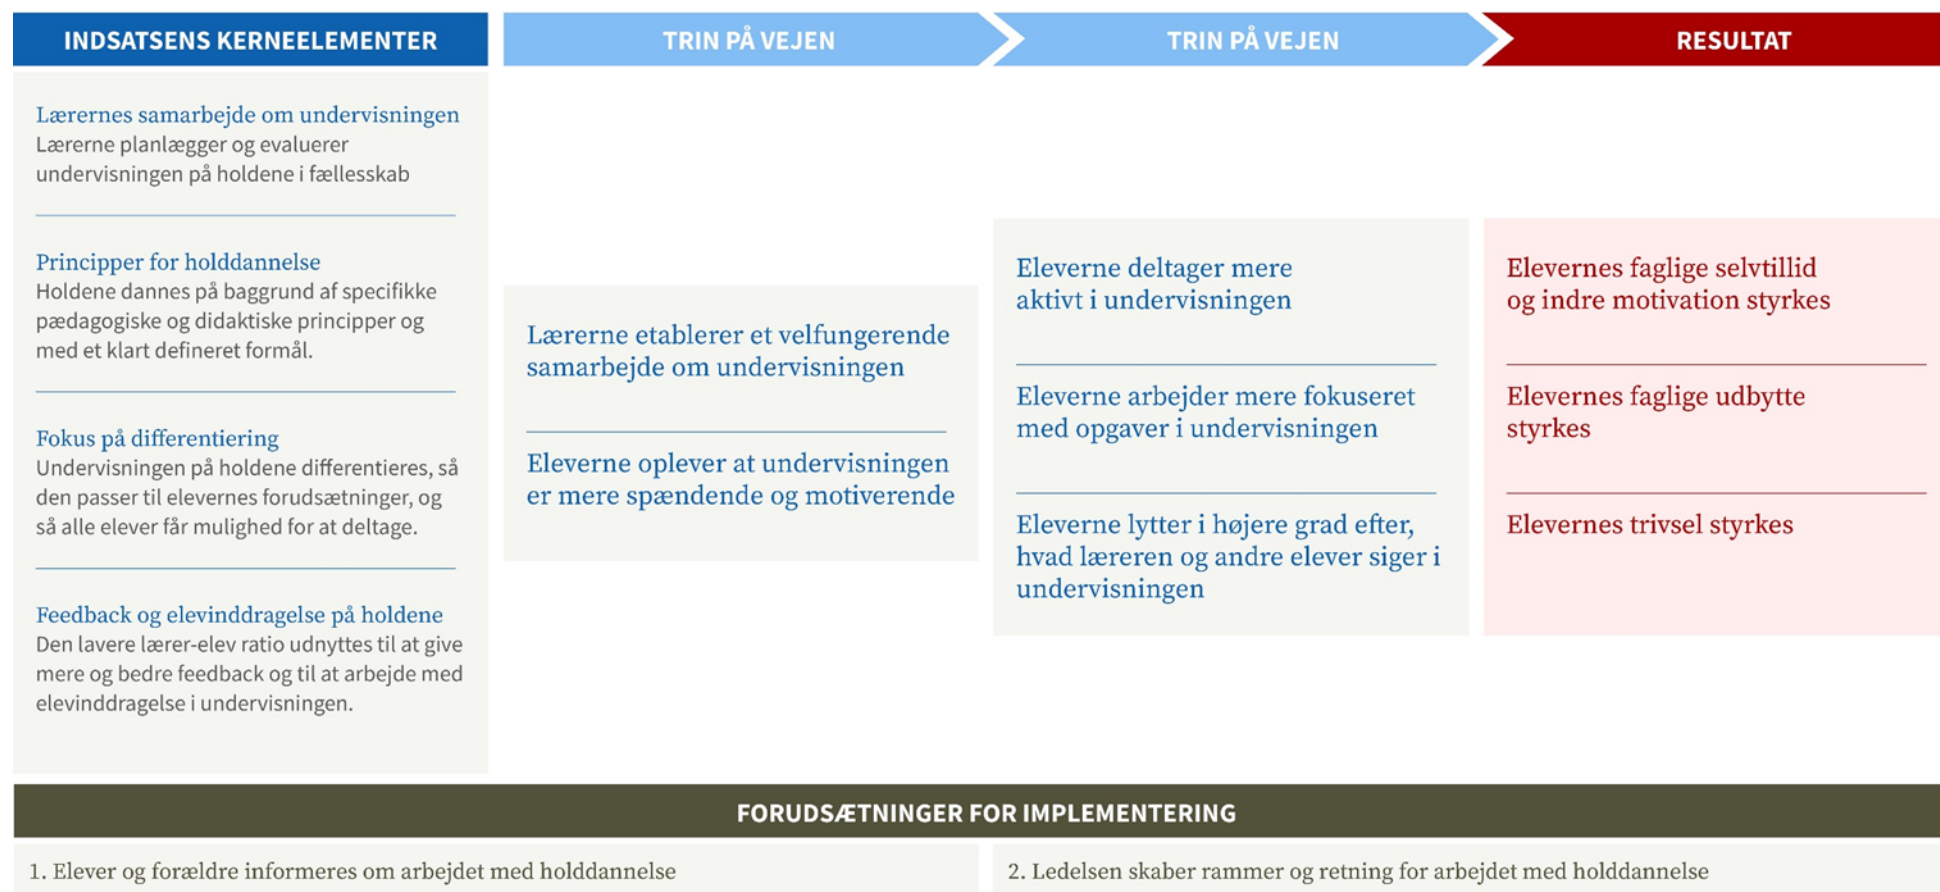 INDSATSENS KERNEELEMENTER
Lærernes samarbejde om undervisningen
Lærerne planlægger og evaluerer
undervisningen på holdene i fællesskab
Principper for holddannelse
Holdene dannes på baggrund af specifikke
pædagogiske og didaktiske principper og
med et klart defineret formål.
Fokus på differentiering
Undervisningen på holdene differentieres, så
den passer til elevernes forudsætninger, og
så alle elever får mulighed for at deltage.
Feedback og elevinddragelse på holdene
Den lavere lærer-elev ratio udnyttes til at give
mere og bedre feedback og til at arbejde med
elevinddragelse i undervisningen.
TRIN PÅ VEJEN
Lærerne etablerer et velfungerende
samarbejde om undervisningen
Eleverne oplever at undervisningen
er mere spændende og motiverende
TRIN PÅ VEJEN
Eleverne deltager mere
aktivt i undervisningen
Eleverne arbejder mere fokuseret
med opgaver i undervisningen
Eleverne lytter i højere grad efter,
hvad læreren og andre elever siger i
undervisningen
RESULTAT
Elevernes faglige selvtillid
og indre motivation styrkes
Elevernes faglige udbytte
styrkes
Elevernes trivsel styrkes
FORUDSÆTNINGER FOR IMPLEMENTERING
1. Elever og forældre informeres om arbejdet med holddannelse
2. Ledelsen skaber rammer og retning for arbejdet med holddannelse